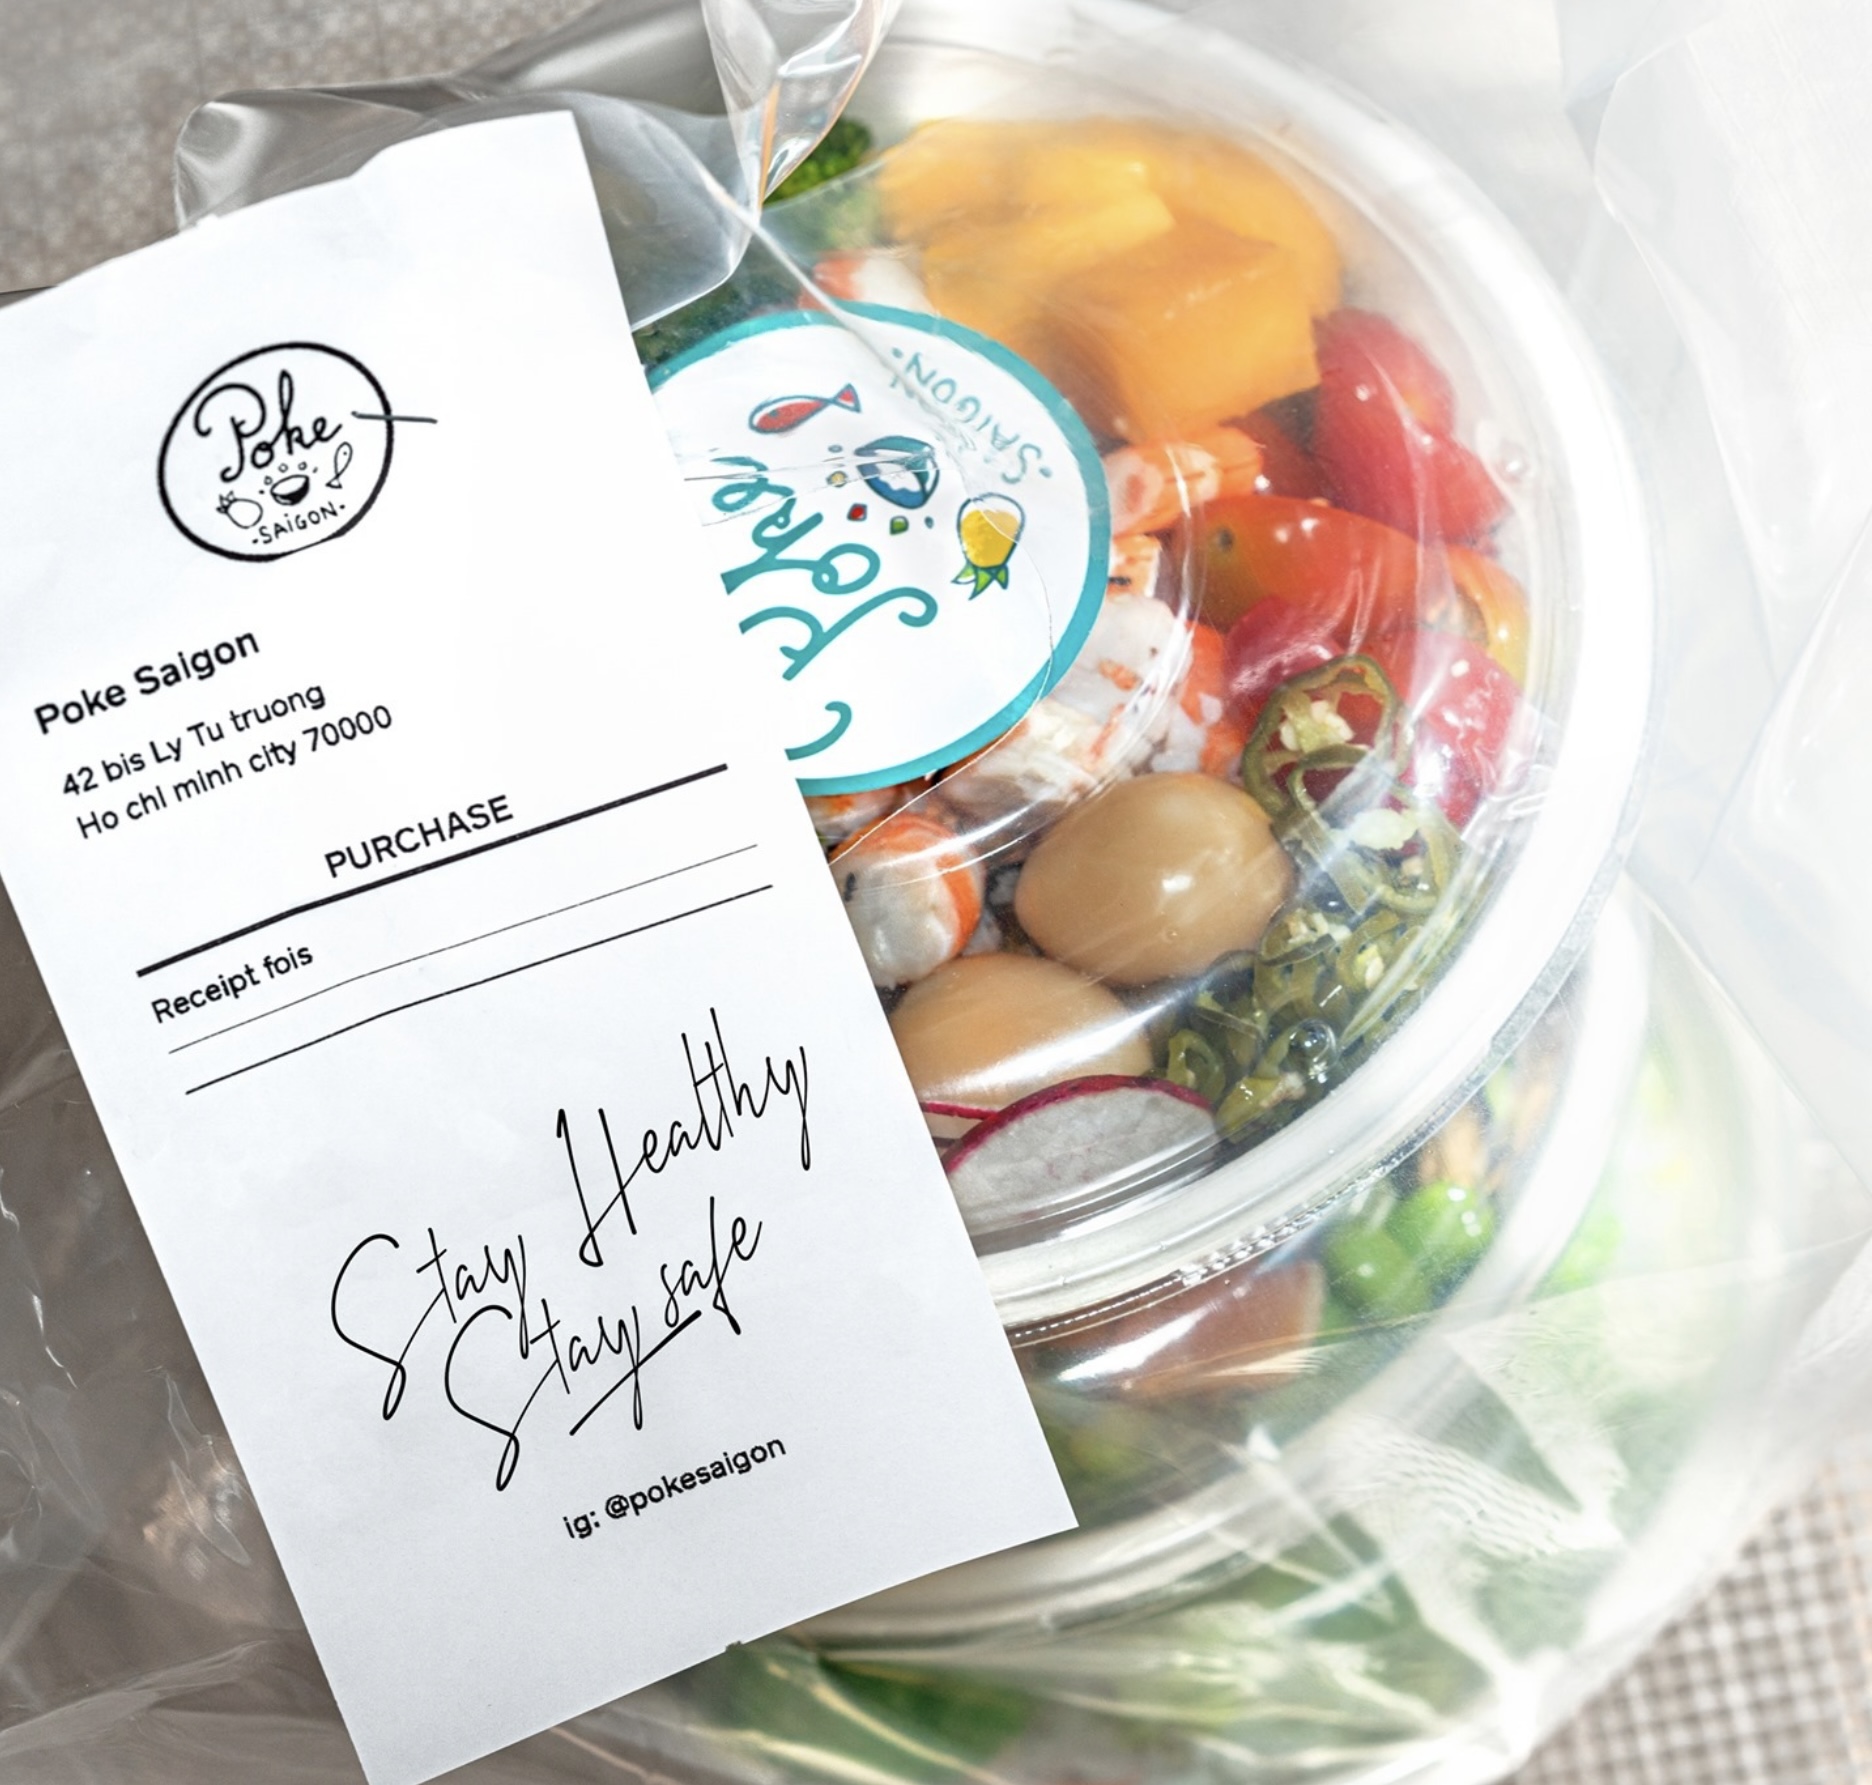 Poke
·SAiGON·
Poke Saigon
42 bis Ly Tu truong
Ho chI minh city 70000
PURCHASE
Receipt fois
Stay Healthy
Stay safe
ig: @pokesaigon
Poke
·SAIGON·